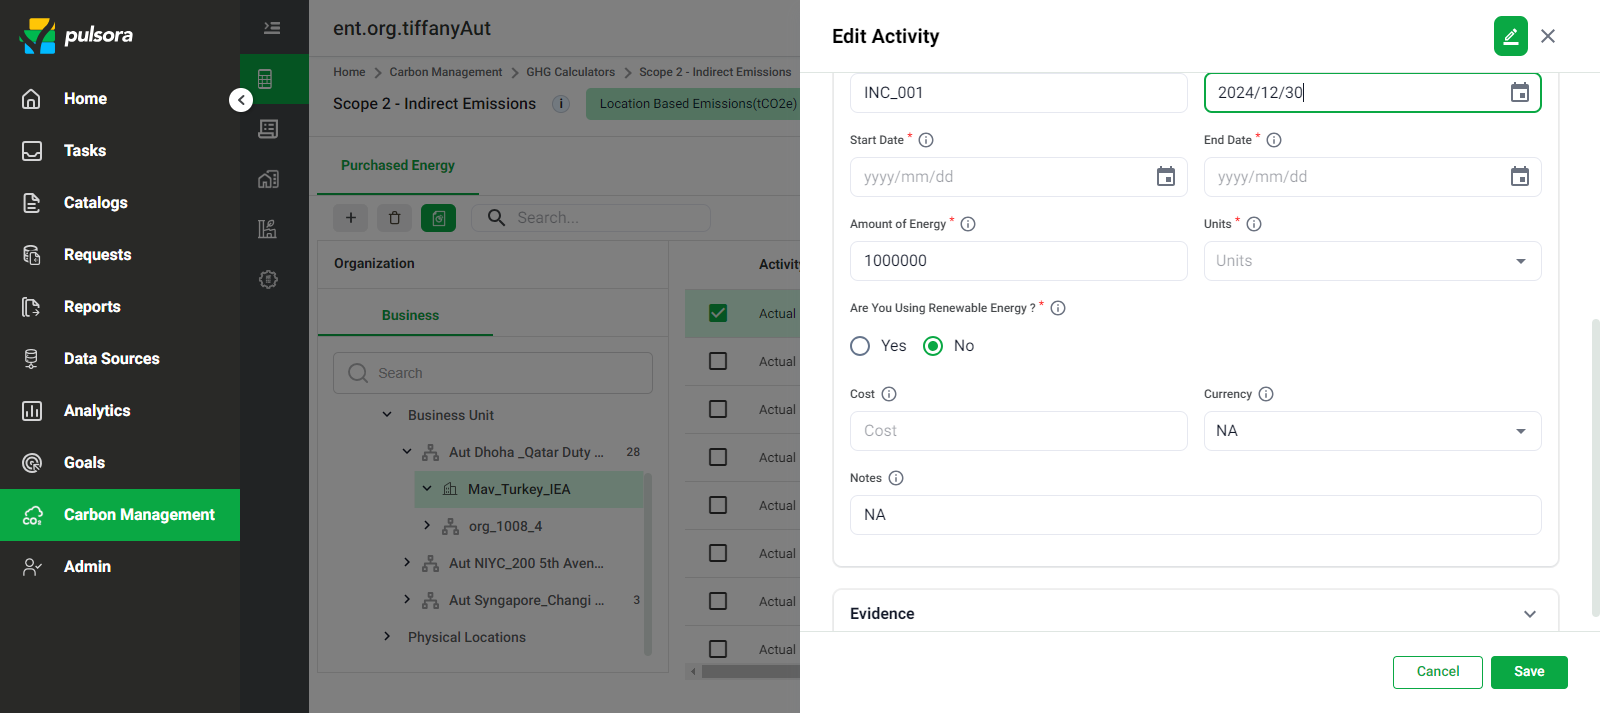 pulsora
Home
Tasks
Catalogs
Requests
Reports
Data Sources
Analytics
Goals
Carbon Management
Admin
ent.org.tiffanyAut
Home > Carbon Management > GHG Calculators > Scope 2 - Indirect Emissions
Scope 2 - Indirect Emissions
Location Based Emissions(tCO2e)
Purchased Energy
Search...
Organization
Business
Search
Business Unit
Aut Dhoha _Qatar Duty ... 28
Mav_Turkey_IEA
org_1008_4
Aut NIYC_200 5th Aven...
Aut Syngapore_Changi ... 3
Physical Locations
Activity
Actual
Actual
Actual
Actual
Actual
Actual
Actual
Actual
Edit Activity
INC_001
2024/12/30
Start Date *
End Date *
yyyy/mm/dd
yyyy/mm/dd
Amount of Energy *
Units *
1000000
Units
Are You Using Renewable Energy ? *
Yes
No
Cost
Currency
Cost
NA
Notes
NA
Evidence
Cancel
Save